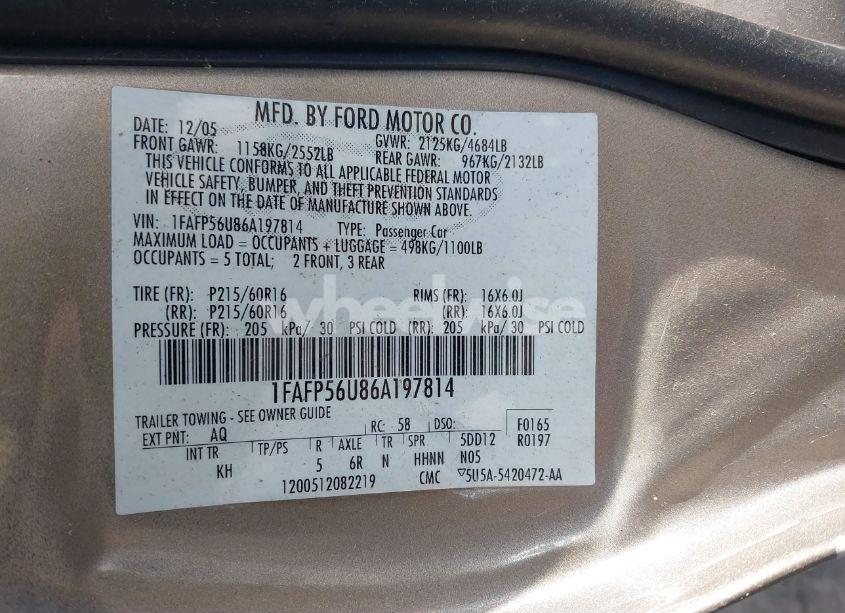 MFD. BY FORD MOTOR CO.
DATE: 12/05 GVWR: 2125KG/4684LB
FRONT GAWR: 1158KG/2552LB REAR GAWR: 967KG/2132LB
THIS VEHICLE CONFORMS TO ALL APPLICABLE FEDERAL MOTOR
VEHICLE SAFETY, BUMPER, AND THEFT PREVENTION STANDARDS
IN EFFECT ON THE DATE OF MANUFACTURE SHOWN ABOVE.
VIN: 1FAFP56U86A197814 TYPE: Passenger Car
MAXIMUM LOAD = OCCUPANTS + LUGGAGE = 498KG/1100LB
OCCUPANTS = 5 TOTAL; 2 FRONT, 3 REAR
TIRE (FR): P215/60R16 RIMS (FR): 16X6.0J
(RR): P215/60R16 (RR): 16X6.0J
wheelwise
PRESSURE (FR): 205 kPa/ 30 PSI COLD (RR): 205 kPa/ 30 PSI COLD
1FAFP56U86A197814
TRAILER TOWING - SEE OWNER GUIDE
RC: 58 DSO: F0165
EXT PNT: AQ R0197
INT TR TP/PS R AXLE TR SPR 5DD12
KH 5 6R N HHNN N05
1200512082219 CMC ▽5U5A-5420472-AA